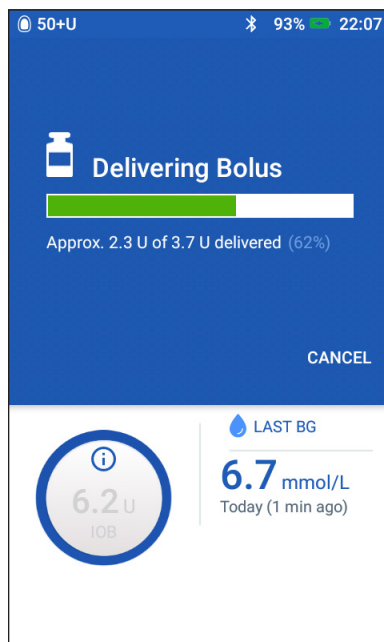 50+U 93% 22:07
Delivering Bolus
Approx. 2.3 U of 3.7 U delivered (62%)
CANCEL
LAST BG
6.7 mmol/L
Today (1 min ago)
i
6.2 U
IOB